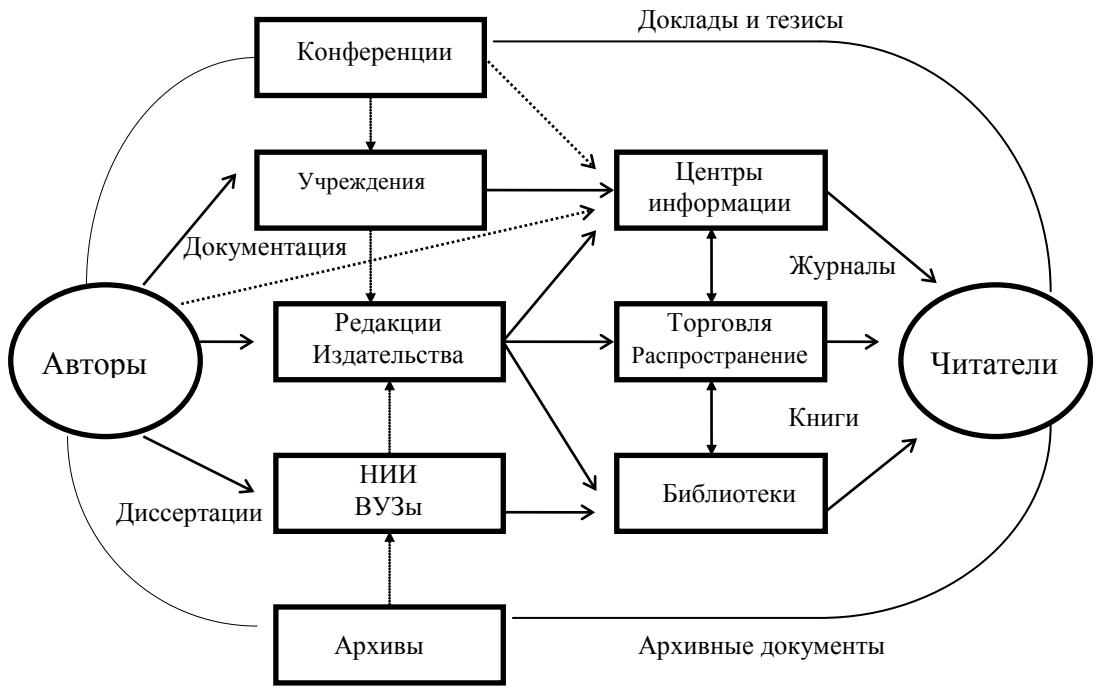 Доклады и тезисы
Конференции
Учреждения
Центры
информации
Документация
Журналы
Редакции
Издательства
Торговля
Распространение
Авторы
Читатели
Книги
НИИ
ВУЗы
Библиотеки
Диссертации
Архивы
Архивные документы